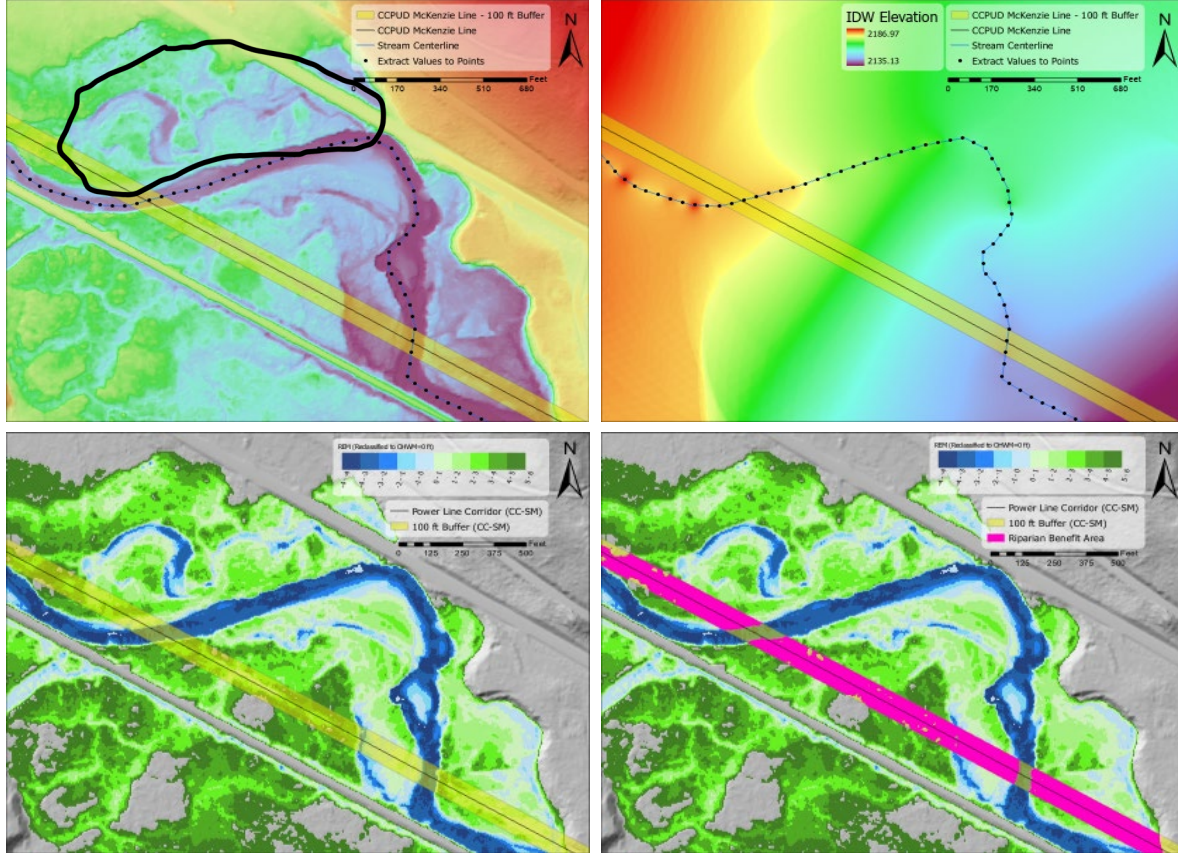 CCPUD McKenzie Line - 100 ft Buffer
CCPUD McKenzie Line
Stream Centerline
Extract Values to Points
N
Feet
0 170 340 510 680
IDW Elevation
2186.97
2135.13
CCPUD McKenzie Line - 100 ft Buffer
CCPUD McKenzie Line
Stream Centerline
Extract Values to Points
N
Feet
0 170 340 510 680
REM (Reclassified to OHWM=0 ft)
N
Power Line Corridor (CC-SM)
100 ft Buffer (CC-SM)
Feet
0 125 250 375 500
REM (Reclassified to OHWM=0 ft)
N
Power Line Corridor (CC-SM)
100 ft Buffer (CC-SM)
Riparian Benefit Area
Feet
0 125 250 375 500